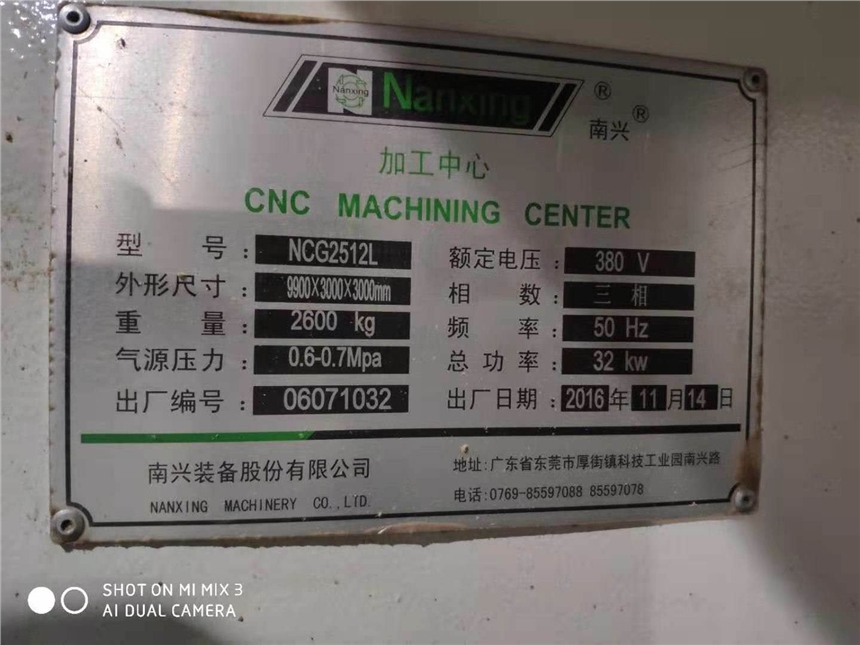 Nanxing
Nanxing ®
南兴 ®
加工中心
CNC MACHINING CENTER
型 号： NCG2512L 额定电压： 380 V
外形尺寸： 9900×3000×3000mm 相 数： 三 相
重 量： 2600 kg 频 率： 50 Hz
气源压力： 0.6-0.7Mpa 总 功 率： 32 kw
出厂编号： 06071032 出厂日期： 2016年11月14日
南兴装备股份有限公司 地址:广东省东莞市厚街镇科技工业园南兴路
NANXING MACHINERY CO.,LTD. 电话:0769-85597088 85597078
SHOT ON MI MIX 3
AI DUAL CAMERA